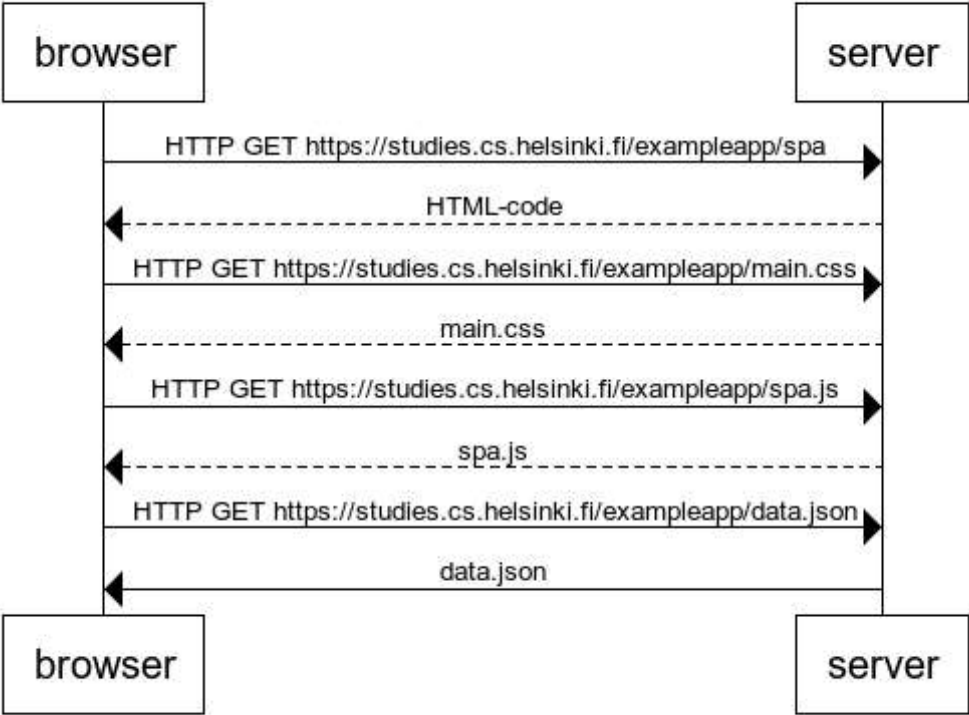 browser server
HTTP GET https://studies.cs.helsinki.fi/exampleapp/spa
HTML-code
HTTP GET https://studies.cs.helsinki.fi/exampleapp/main.css
main.css
HTTP GET https://studies.cs.helsinki.fi/exampleapp/spa.js
spa.js
HTTP GET https://studies.cs.helsinki.fi/exampleapp/data.json
data.json
browser server